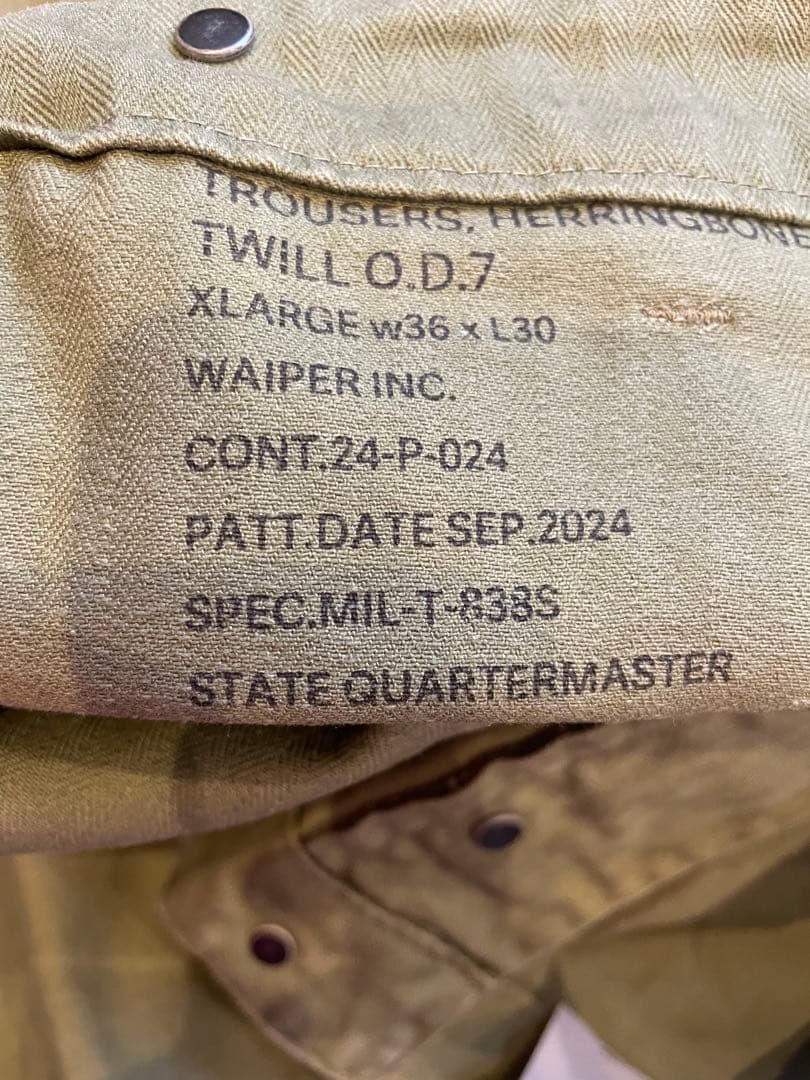 TROUSERS, HERRINGBONE
TWILL O.D.7
XLARGE w36 x L30
WAIPER INC.
CONT.24-P-024
PATT.DATE SEP.2024
SPEC.MIL-T-838S
STATE QUARTERMASTER